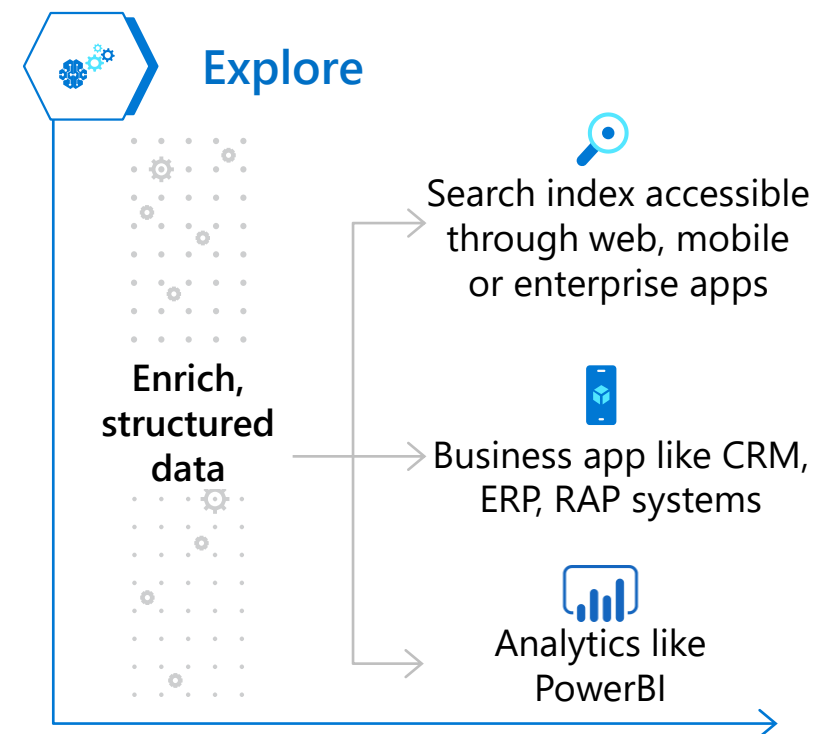 Explore
Enrich,
structured
data
Search index accessible
through web, mobile
or enterprise apps
Business app like CRM,
ERP, RAP systems
Analytics like
PowerBI